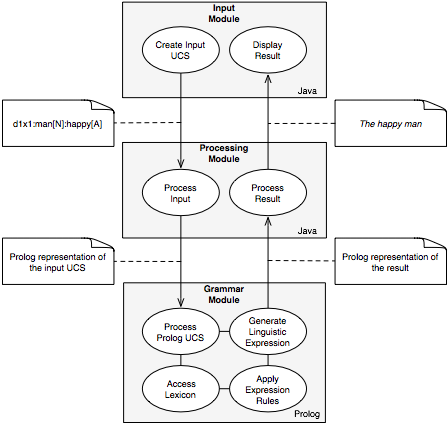 Input
Module
Create Input
UCS
Display
Result
Java
d1x1:man[N]:happy[A]
The happy man
Processing
Module
Process
Input
Process
Result
Java
Prolog representation of
the input UCS
Prolog representation of
the result
Grammar
Module
Process
Prolog UCS
Generate
Linguistic
Expression
Access
Lexicon
Apply
Expression
Rules
Prolog